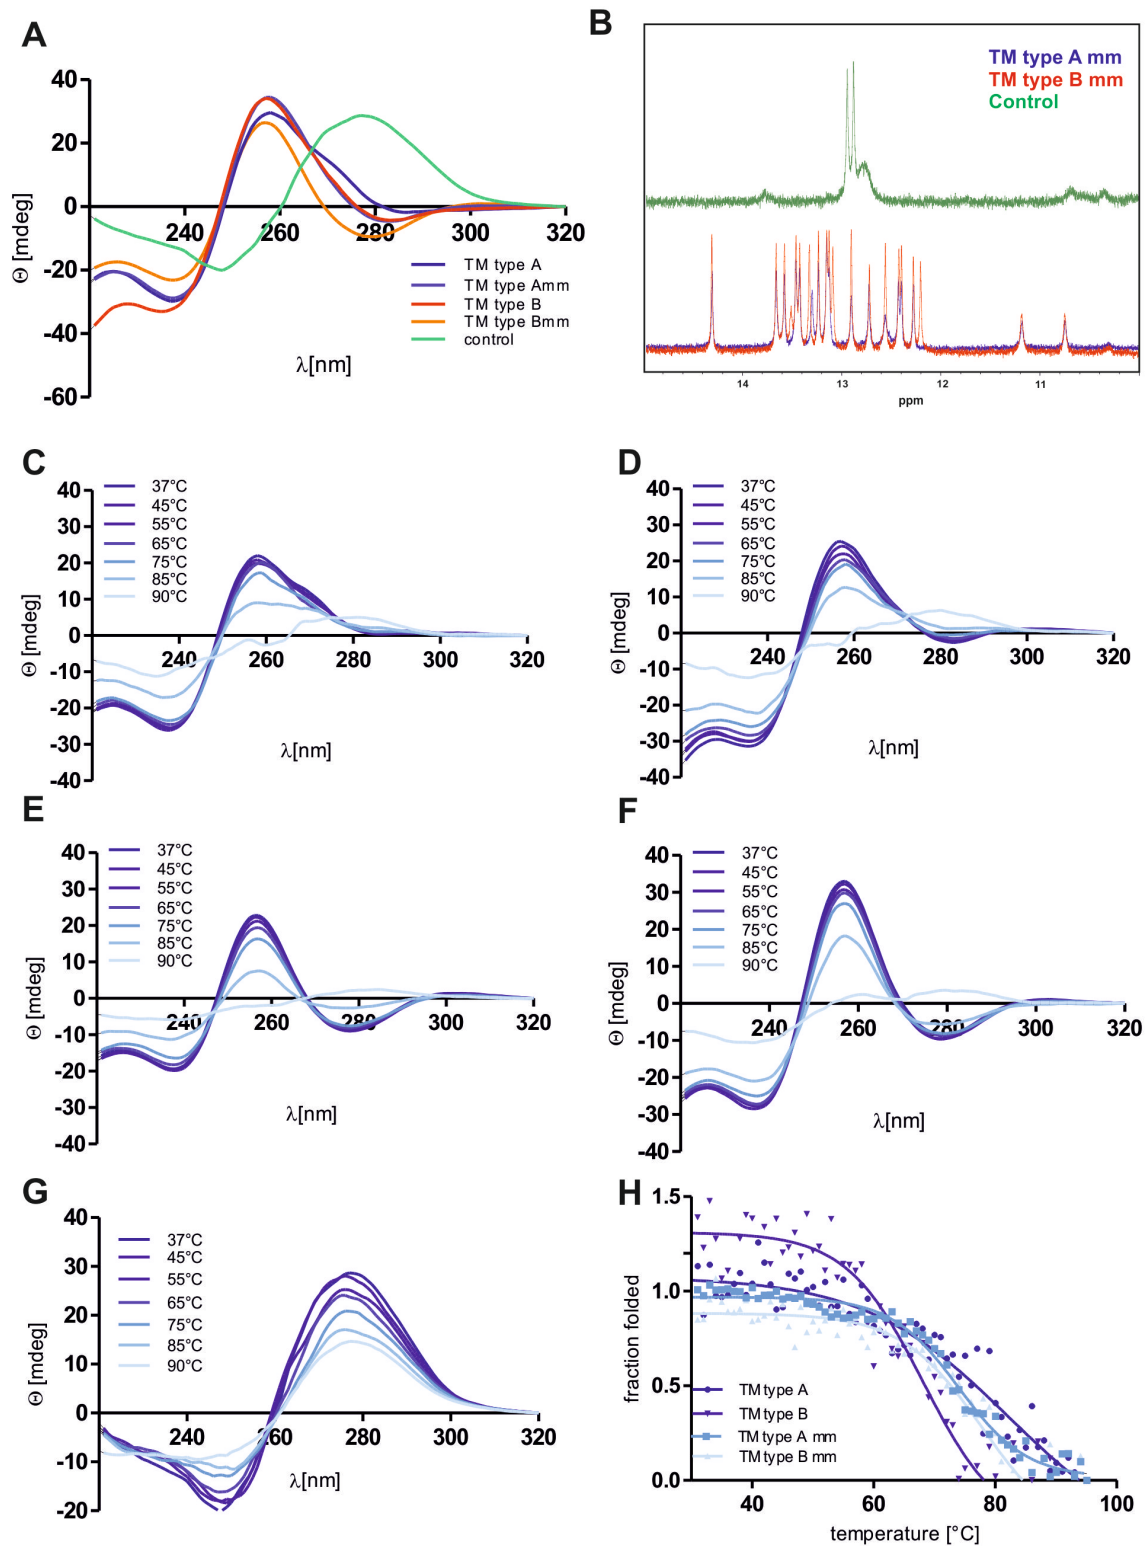 A
40
20
0
-20
-40
-60
Θ [mdeg]
240
260
280
300
320
TM type A
TM type Amm
TM type B
TM type Bmm
control
λ[nm]
B
TM type A mm
TM type B mm
Control
14
13
12
11
ppm
C
40
30
20
10
0
-10
-20
-30
-40
Θ [mdeg]
37°C
45°C
55°C
65°C
75°C
85°C
90°C
240
260
280
300
320
λ[nm]
D
40
30
20
10
0
-10
-20
-30
-40
Θ [mdeg]
37°C
45°C
55°C
65°C
75°C
85°C
90°C
240
260
280
300
320
λ[nm]
E
40
30
20
10
0
-10
-20
-30
-40
Θ [mdeg]
37°C
45°C
55°C
65°C
75°C
85°C
90°C
240
260
280
300
320
λ[nm]
F
40
30
20
10
0
-10
-20
-30
-40
Θ [mdeg]
37°C
45°C
55°C
65°C
75°C
85°C
90°C
240
260
280
300
320
λ[nm]
G
40
30
20
10
0
-10
-20
Θ [mdeg]
37°C
45°C
55°C
65°C
75°C
85°C
90°C
240
260
280
300
320
λ[nm]
H
1.5
1.0
0.5
0.0
fraction folded
TM type A
TM type B
TM type A mm
TM type B mm
40
60
80
100
temperature [°C]